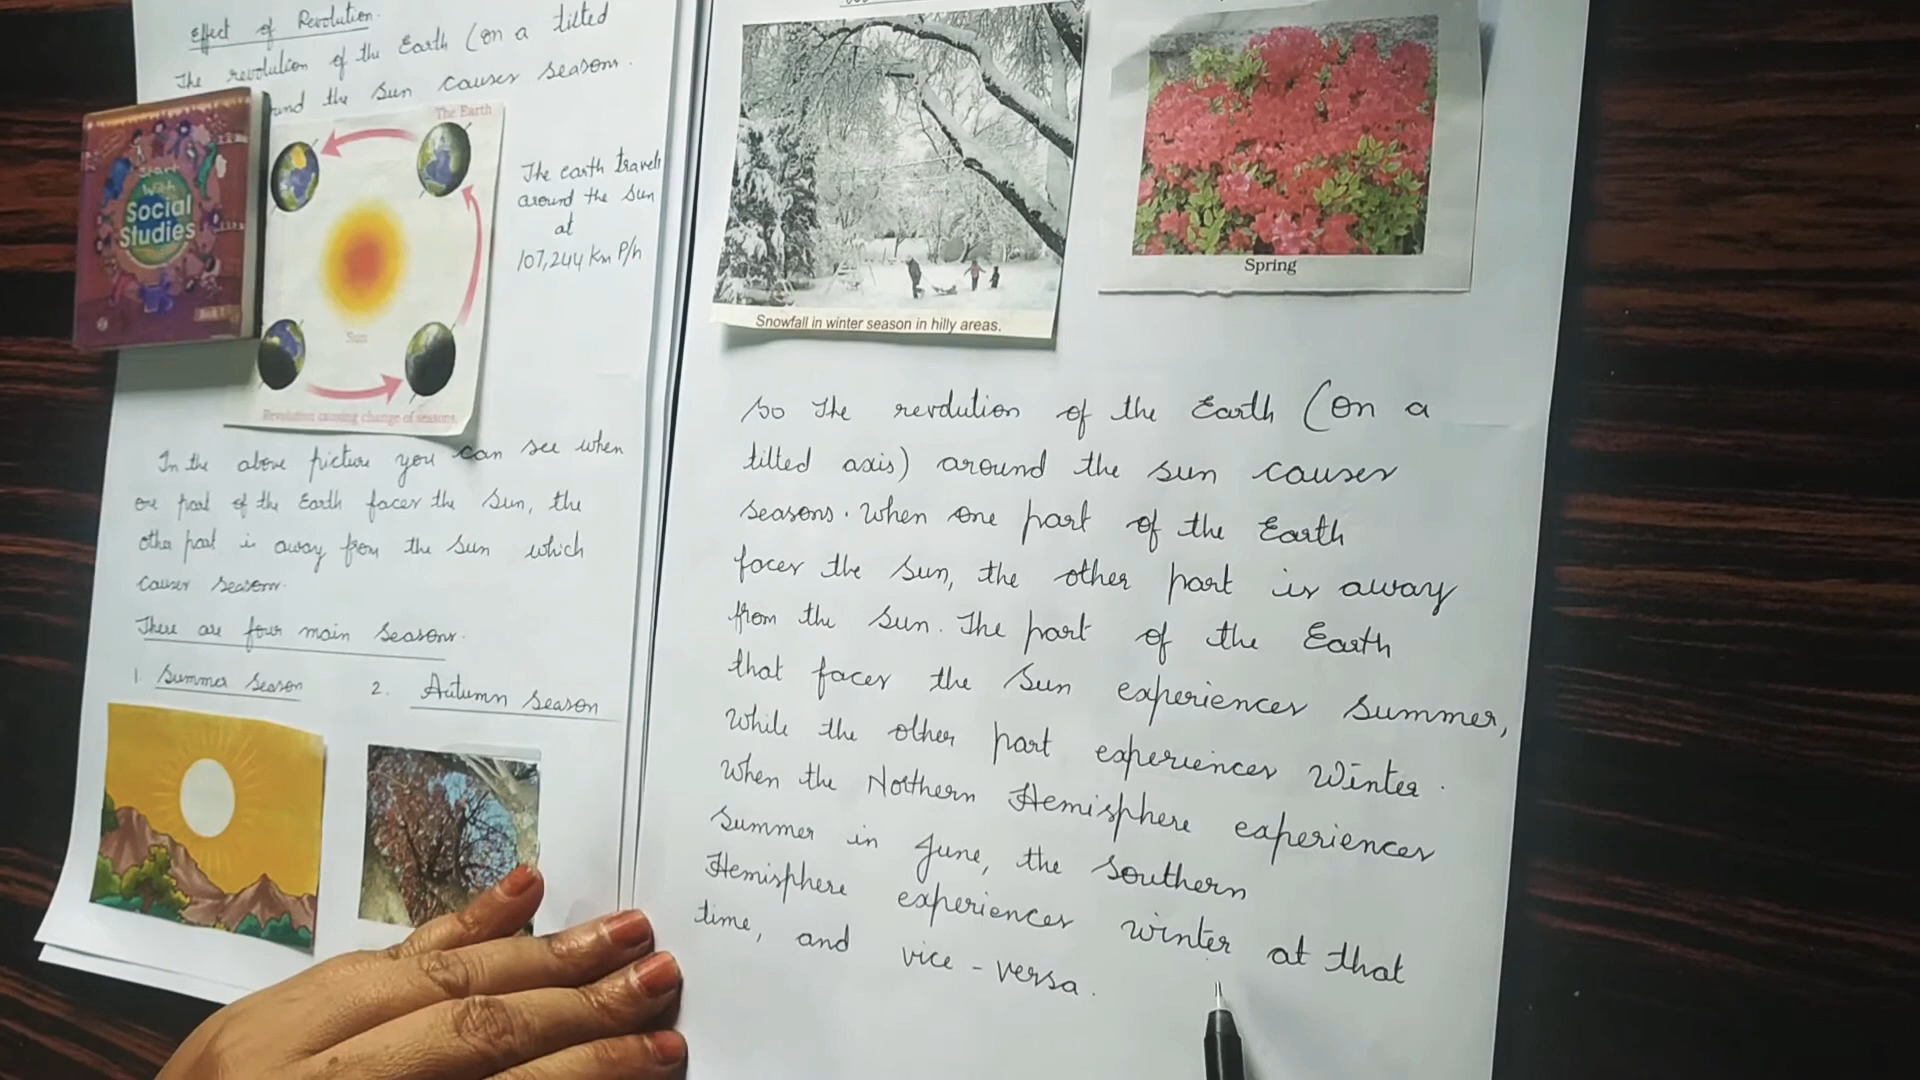 Effect of Revolution.
The revolution of the Earth (on a tilted
the Sun causes seasons.
Social
Studies
The Earth
Sun
Revolution causing change of seasons.
The earth travels
around the sun
at
107,244 Km P/h
In the above picture you can see when
one part of the Earth faces the Sun, the
other part is away from the Sun which
causes seasons.
There are four main seasons.
1. Summer season
2. Autumn season
Snowfall in winter season in hilly areas.
Spring
So the revolution of the Earth (on a
tilted axis) around the sun causes
seasons. When one part of the Earth
faces the Sun, the other part is away
from the Sun. The part of the Earth
that faces the Sun experiences summer,
while the other part experiences Winter.
When the Northern Hemisphere experiences
summer in June, the southern
Hemisphere experiences winter at that
time, and vice-versa.